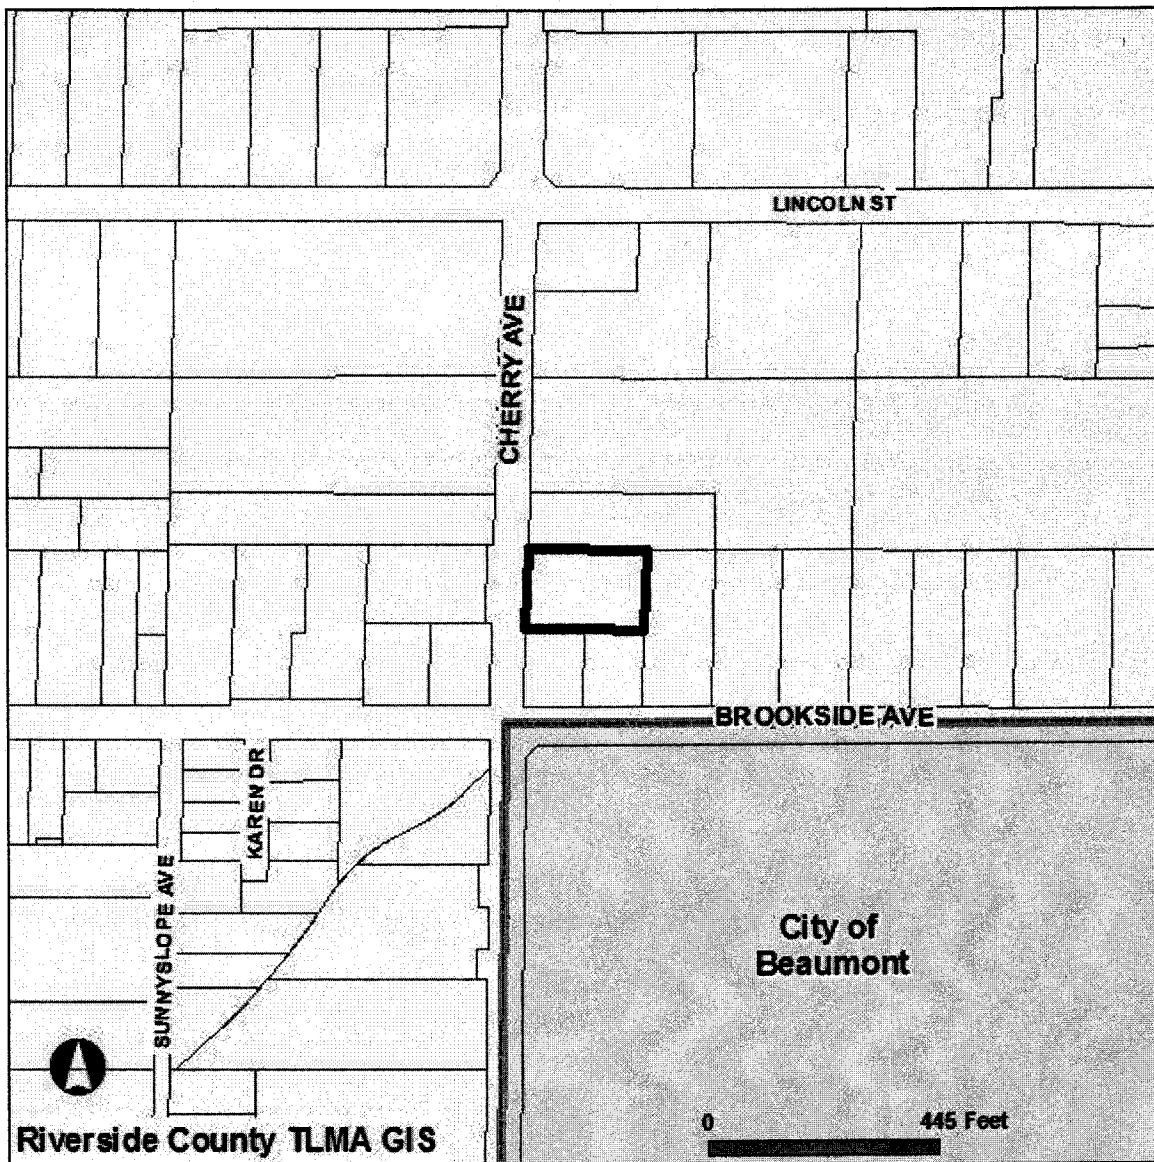 LINCOLN ST
CHERRY AVE
BROOKSIDE AVE
KAREN DR
SUNNYSLOPE AVE
City of
Beaumont
0 445 Feet
Riverside County TLMA GIS